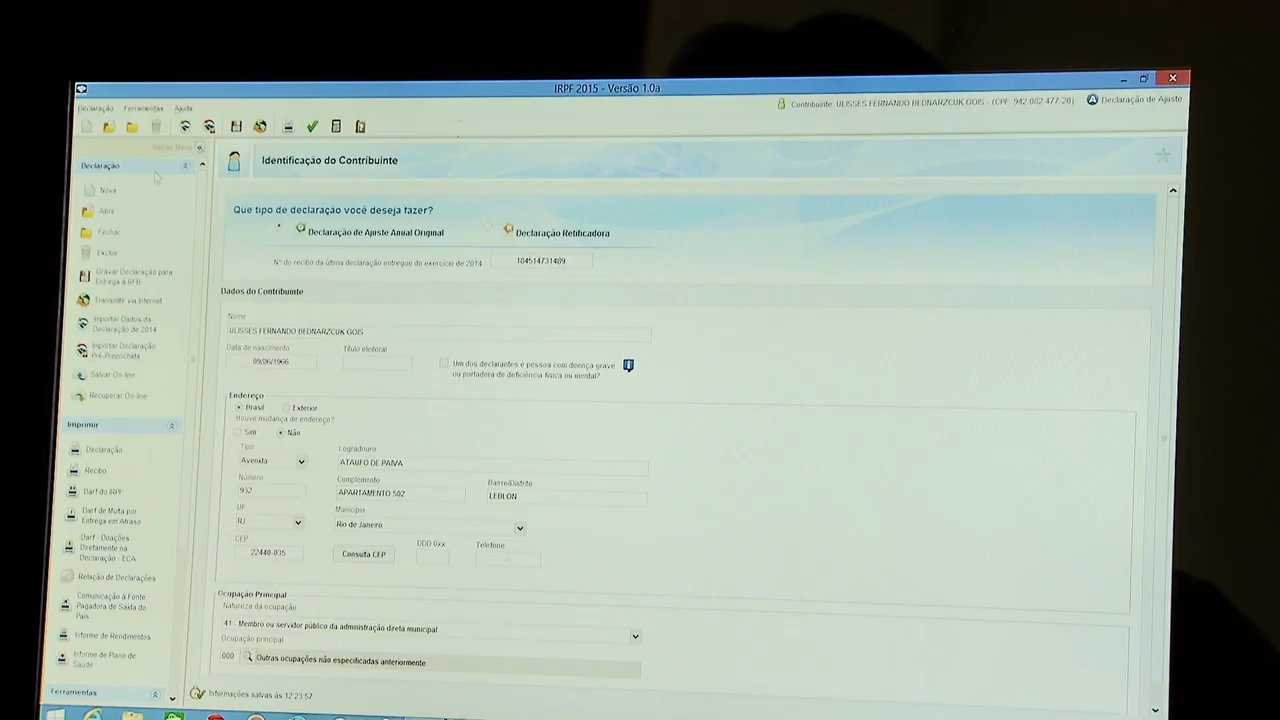 IRPF 2015 - Versão 1.0a
Declaração Ferramentas Ajuda
Contribuinte: ULISSES FERNANDO BEDNARZCUK GOIS - (CPF: 942.082.477-20) Declaração de Ajuste
Retrair Menu
Declaração
Nova
Abrir
Fechar
Excluir
Gravar Declaração para
Entrega à RFB
Transmitir via Internet
Importar Dados da
Declaração de 2014
Importar Declaração
Pré-Preenchida
Salvar On-line
Recuperar On-line
Imprimir
Declaração
Recibo
Darf do IRPF
Darf de Multa por
Entrega em Atraso
Darf - Doações
Diretamente na
Declaração - ECA
Relação de Declarações
Comunicação à Fonte
Pagadora de Saída do
País
Informe de Rendimentos
Informe de Plano de
Saúde
Ferramentas
Identificação do Contribuinte
Que tipo de declaração você deseja fazer?
Declaração de Ajuste Anual Original Declaração Retificadora
Nº do recibo da última declaração entregue do exercício de 2014 184514731489
Dados do Contribuinte
Nome
ULISSES FERNANDO BEDNARZCUK GOIS
Data de nascimento Título eleitoral
09/06/1966
Um dos declarantes é pessoa com doença grave
ou portadora de deficiência física ou mental?
Endereço
Brasil Exterior
Houve mudança de endereço?
Sim Não
Tipo Logradouro
Avenida ATAUFO DE PAIVA
Número Complemento Bairro/Distrito
932 APARTAMENTO 502 LEBLON
UF Município
RJ Rio de Janeiro
CEP DDD 0xx Telefone
22440-035 Consulta CEP
Ocupação Principal
Natureza da ocupação
41 - Membro ou servidor público da administração direta municipal
Ocupação principal
000 Outras ocupações não especificadas anteriormente
Informações salvas às 12:23:57